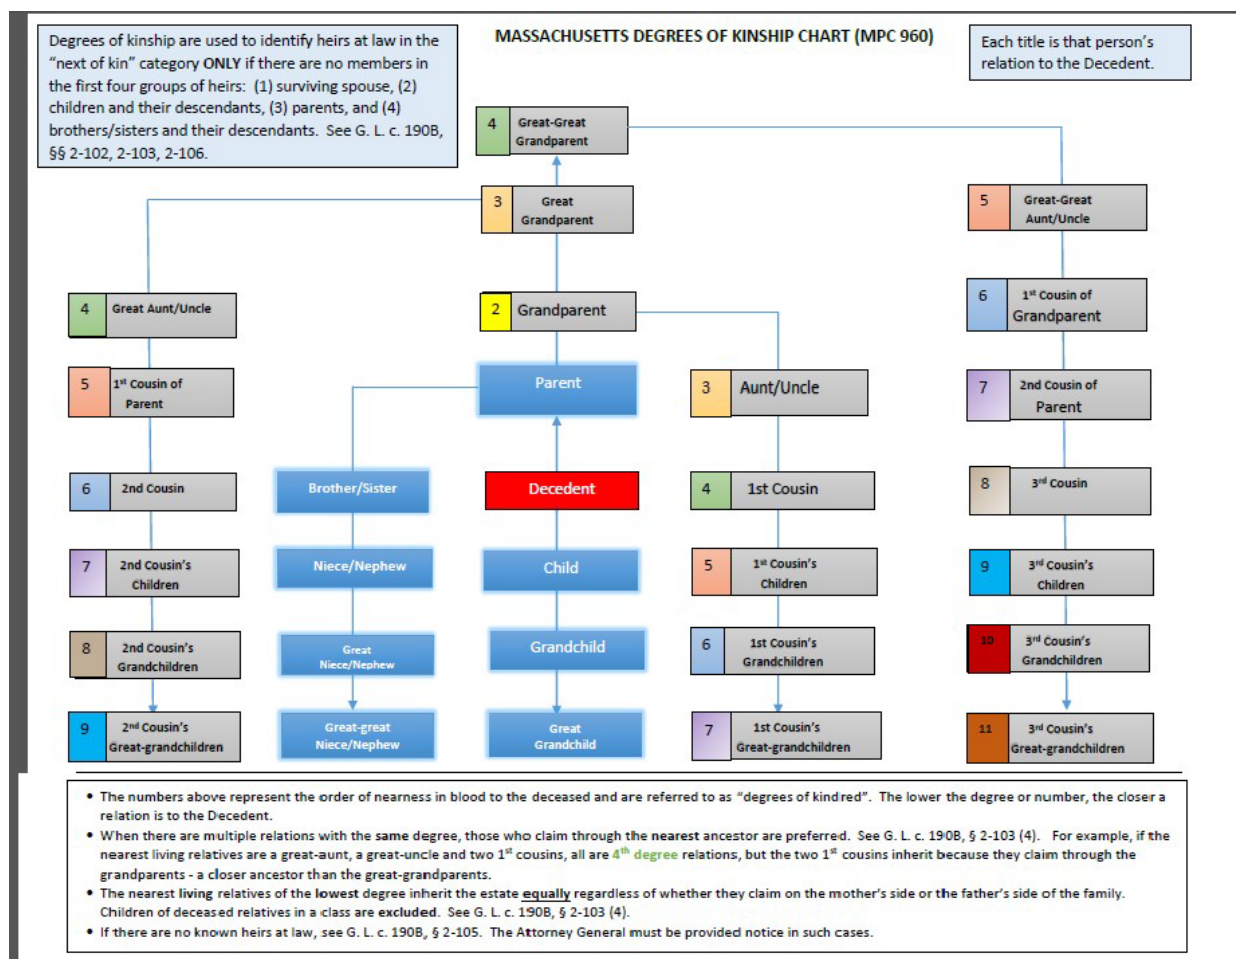 MASSACHUSETTS DEGREES OF KINSHIP CHART (MPC 960)
Degrees of kinship are used to identify heirs at law in the
“next of kin” category ONLY if there are no members in
the first four groups of heirs: (1) surviving spouse, (2)
children and their descendants, (3) parents, and (4)
brothers/sisters and their descendants. See G. L. c. 190B,
§§ 2-102, 2-103, 2-106.
Each title is that person’s
relation to the Decedent.
4
Great-Great
Grandparent
3
Great
Grandparent
5
Great-Great
Aunt/Uncle
4
Great Aunt/Uncle
2
Grandparent
6
1st Cousin of
Grandparent
5
1st Cousin of
Parent
Parent
3
Aunt/Uncle
7
2nd Cousin of
Parent
6
2nd Cousin
Brother/Sister
Decedent
4
1st Cousin
8
3rd Cousin
7
2nd Cousin’s
Children
Niece/Nephew
Child
5
1st Cousin’s
Children
9
3rd Cousin’s
Children
8
2nd Cousin’s
Grandchildren
Great
Niece/Nephew
Grandchild
6
1st Cousin’s
Grandchildren
10
3rd Cousin’s
Grandchildren
9
2nd Cousin’s
Great-grandchildren
Great-great
Niece/Nephew
Great
Grandchild
7
1st Cousin’s
Great-grandchildren
11
3rd Cousin’s
Great-grandchildren
• The numbers above represent the order of nearness in blood to the deceased and are referred to as “degrees of kindred”. The lower the degree or number, the closer a
relation is to the Decedent.
• When there are multiple relations with the same degree, those who claim through the nearest ancestor are preferred. See G. L. c. 190B, § 2-103 (4). For example, if the
nearest living relatives are a great-aunt, a great-uncle and two 1st cousins, all are 4th degree relations, but the two 1st cousins inherit because they claim through the
grandparents - a closer ancestor than the great-grandparents.
• The nearest living relatives of the lowest degree inherit the estate equally regardless of whether they claim on the mother’s side or the father’s side of the family.
Children of deceased relatives in a class are excluded. See G. L. c. 190B, § 2-103 (4).
• If there are no known heirs at law, see G. L. c. 190B, § 2-105. The Attorney General must be provided notice in such cases.